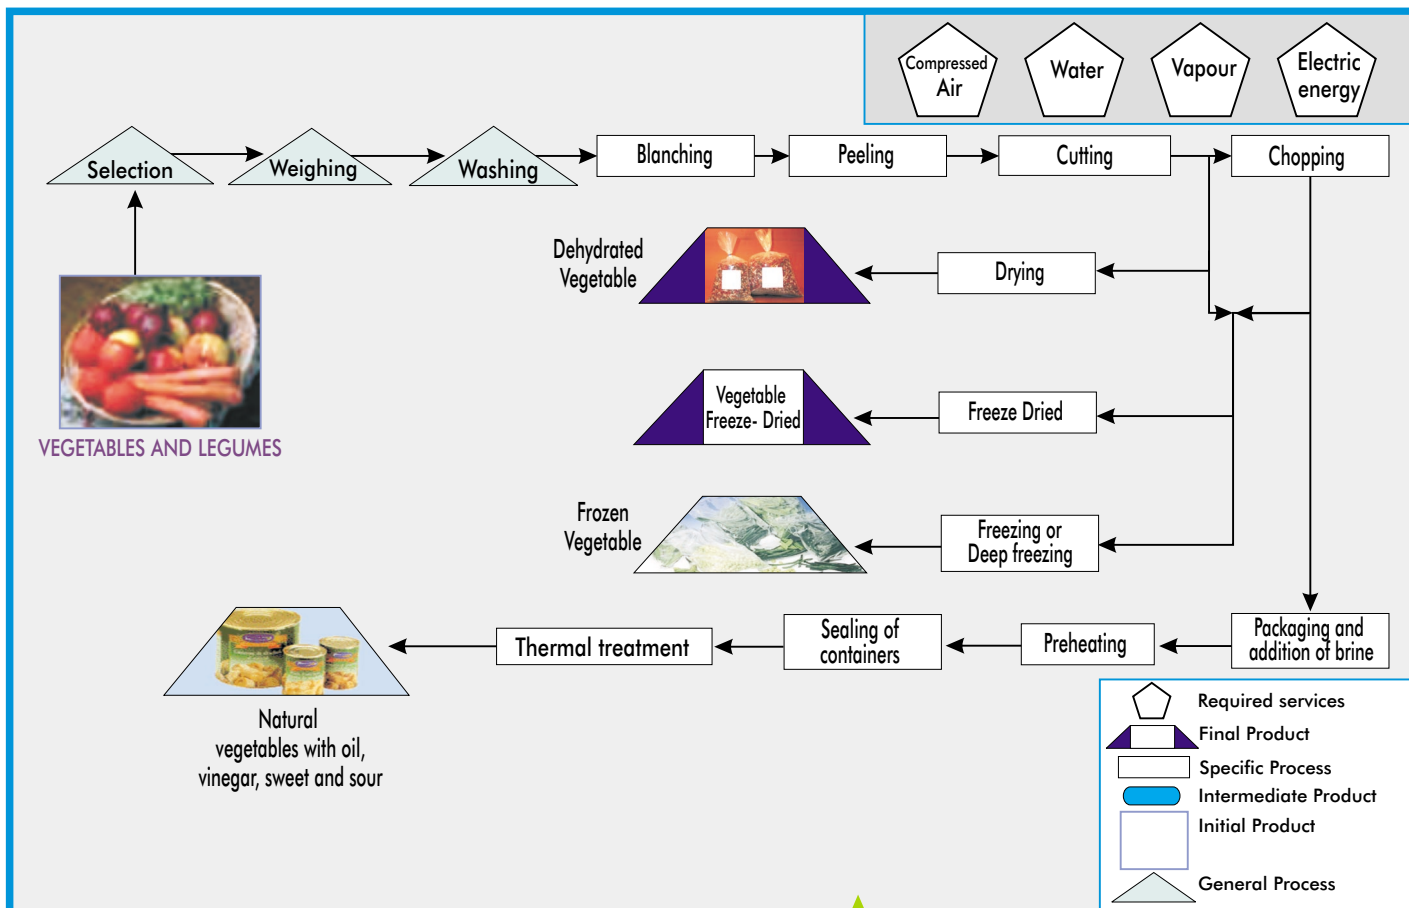 Compressed
Air
Water
Vapour
Electric
energy
Selection
Weighing
Washing
Blanching
Peeling
Cutting
Chopping
Dehydrated
Vegetable
Drying
VEGETABLES AND LEGUMES
Vegetable
Freeze- Dried
Freeze Dried
Frozen
Vegetable
Freezing or
Deep freezing
Thermal treatment
Sealing of
containers
Preheating
Packaging and
addition of brine
Natural
vegetables with oil,
vinegar, sweet and sour
Required services
Final Product
Specific Process
Intermediate Product
Initial Product
General Process